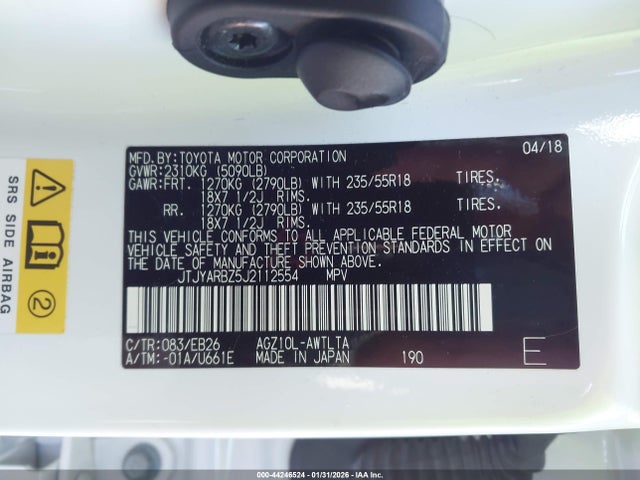 MFD.BY:TOYOTA MOTOR CORPORATION 04/18
GVWR:2310KG (5090LB)
GAWR:FRT. 1270KG (2790LB) WITH 235/55R18 TIRES.
18X7 1/2J RIMS.
RR. 1270KG (2790LB) WITH 235/55R18 TIRES.
18X7 1/2J RIMS.
THIS VEHICLE CONFORMS TO ALL APPLICABLE FEDERAL MOTOR
VEHICLE SAFETY AND THEFT PREVENTION STANDARDS IN EFFECT ON
THE DATE OF MANUFACTURE SHOWN ABOVE.
JTJYARBZ5J2112554 MPV
C/TR:083/EB26 AGZ10L-AWTLTA
A/TM:-01A/U661E MADE IN JAPAN 190 E
SRS SIDE AIRBAG
2
000-44246524 - 01/31/2026 - IAA Inc.